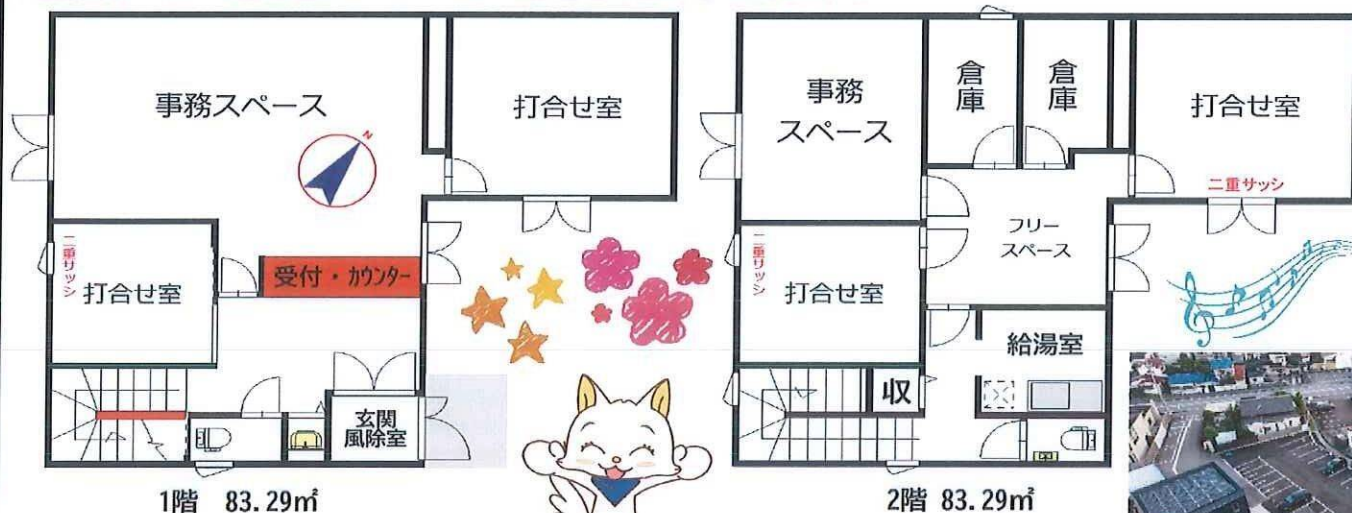 事務スペース
打合せ室
N
二重サッシ
打合せ室
受付・カウンター
玄関
風除室
1階 83.29㎡
事務
スペース
倉庫
倉庫
打合せ室
二重サッシ
フリー
スペース
二重サッシ
打合せ室
給湯室
収
2階 83.29㎡